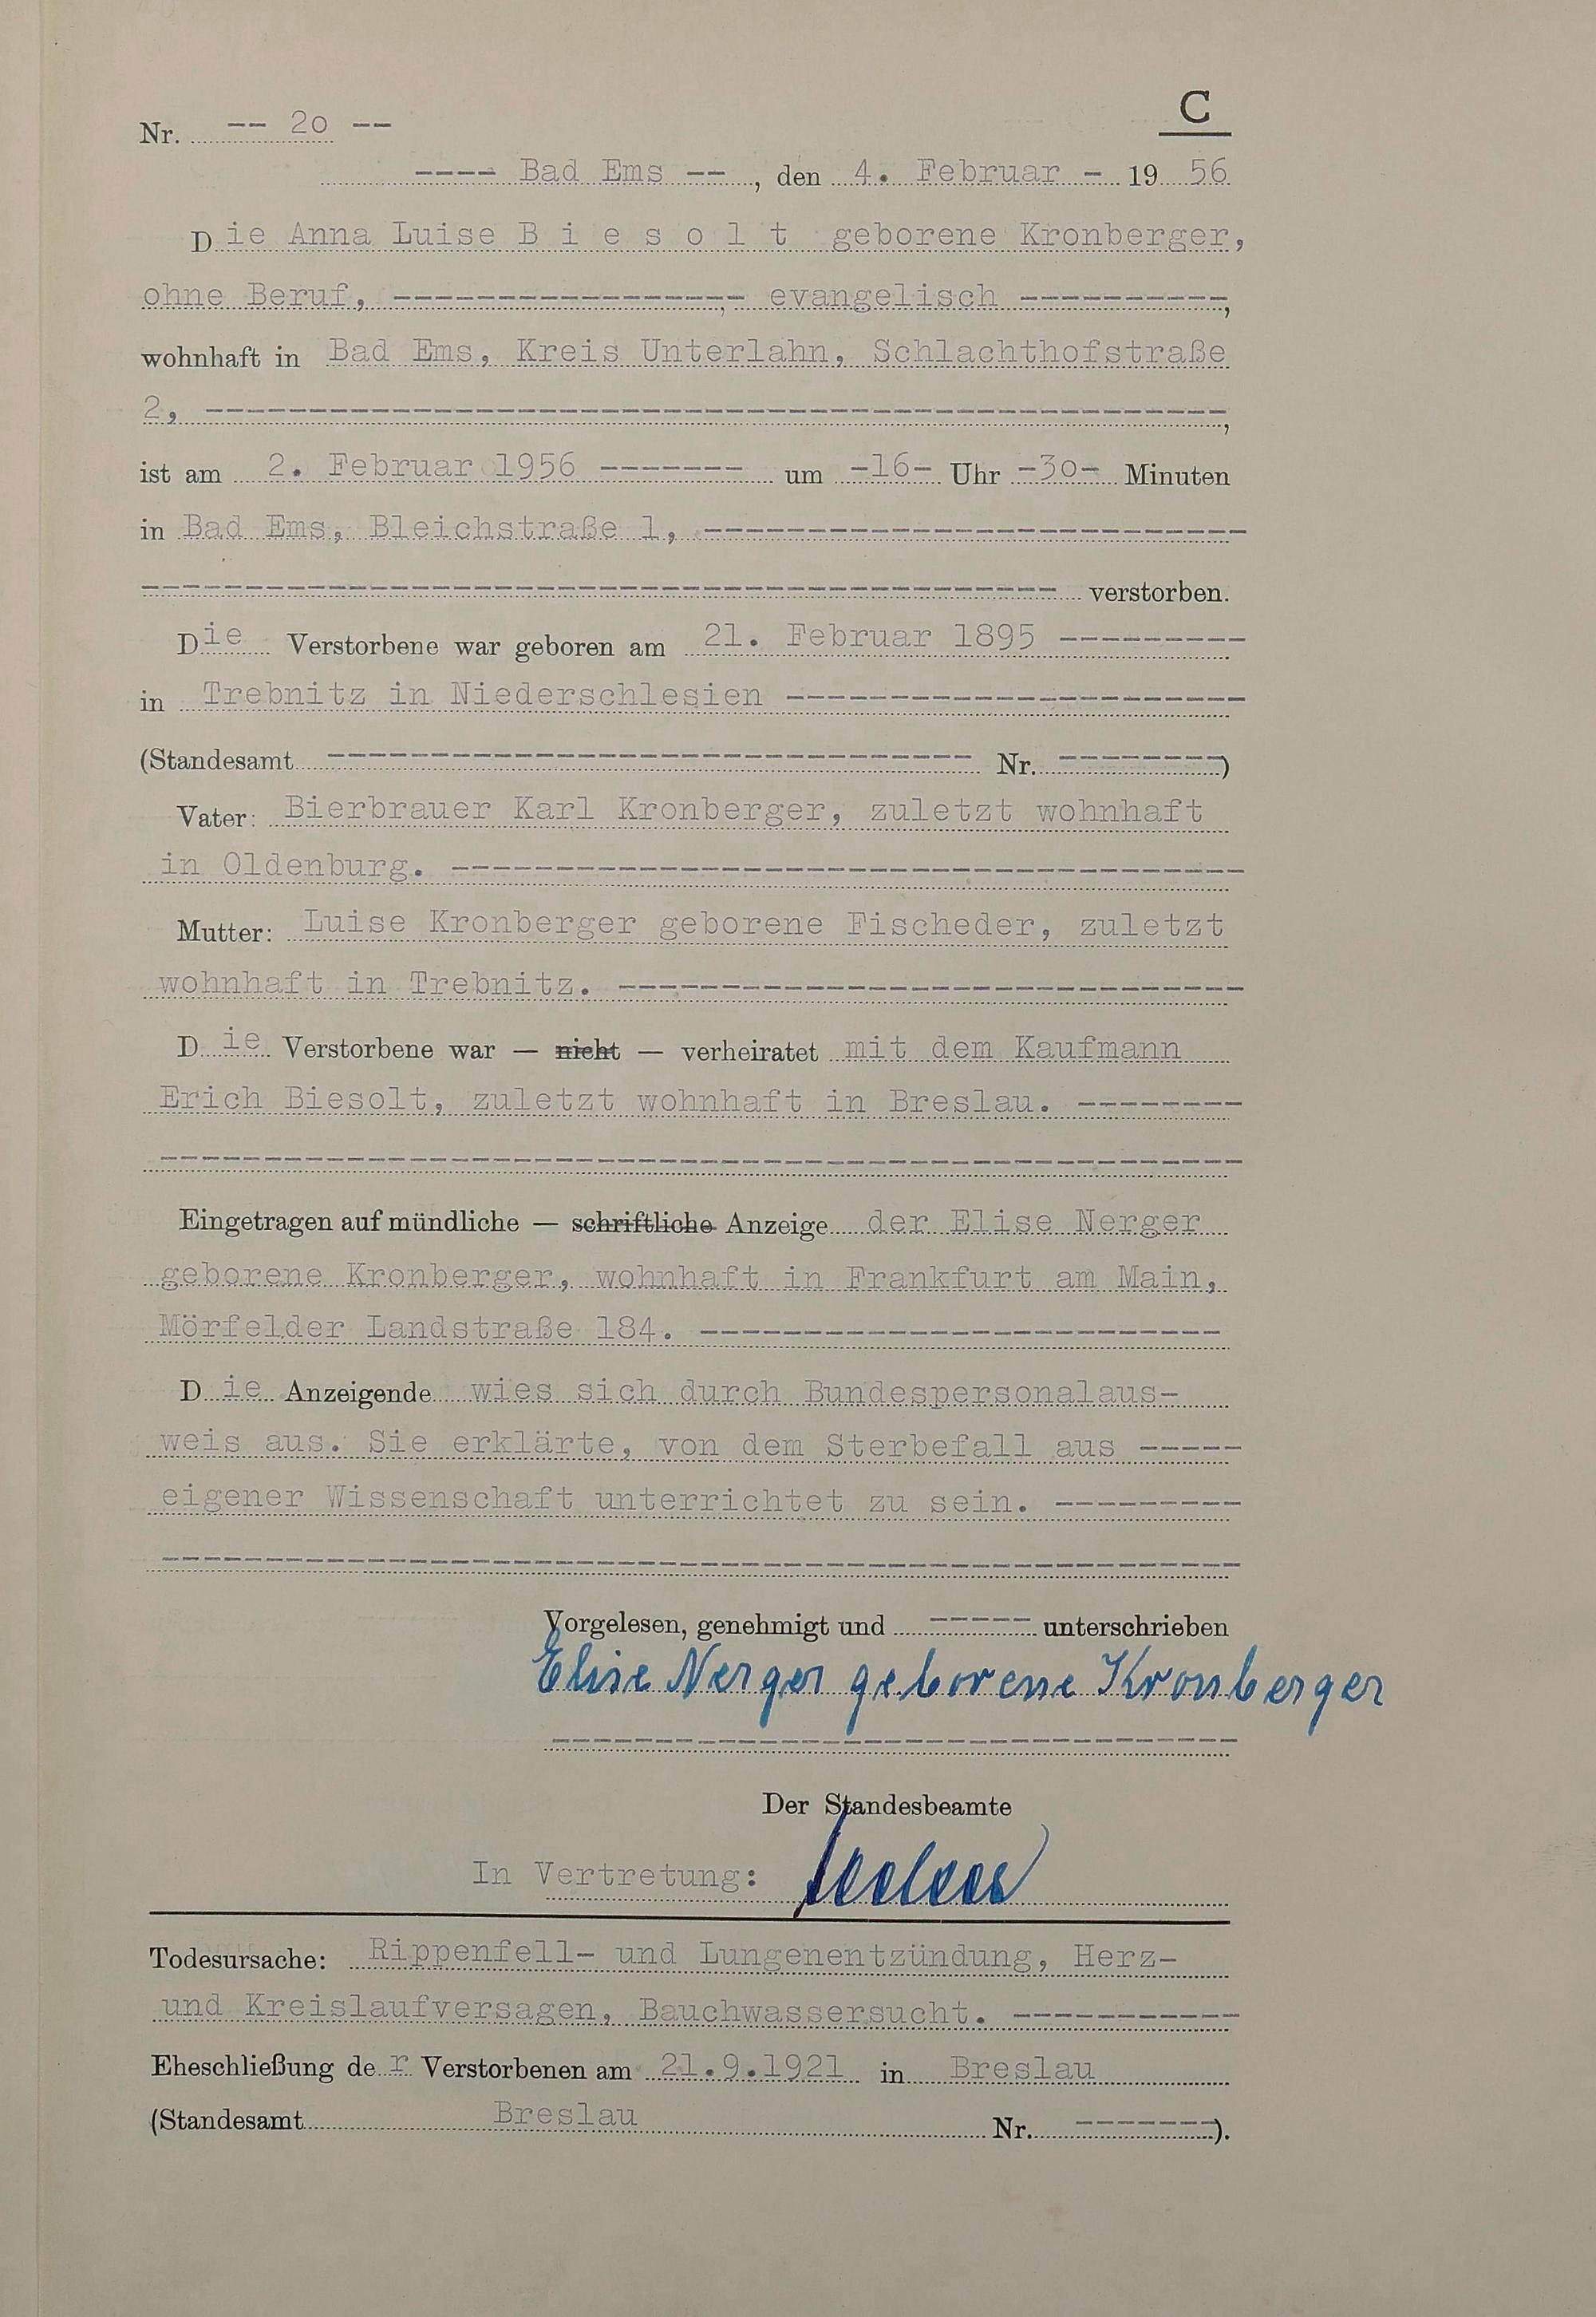 C
Nr. -- 20 --
---- Bad Ems --, den 4. Februar - 19 56
Die Anna Luise B i e s o l t geborene Kronberger,
ohne Beruf, ----------------, evangelisch ----------,
wohnhaft in Bad Ems, Kreis Unterlahn, Schlachthofstraße
2, --------------------------------------------------,
ist am 2. Februar 1956 ------- um -16- Uhr -30- Minuten
in Bad Ems, Bleichstraße 1, --------------------------
-------------------------------------------- verstorben.
Die Verstorbene war geboren am 21. Februar 1895 ---------
in Trebnitz in Niederschlesien ----------------------
(Standesamt ------------------------------- Nr. --------)
Vater: Bierbrauer Karl Kronberger, zuletzt wohnhaft
in Oldenburg. --------------------------------------
Mutter: Luise Kronberger geborene Fischeder, zuletzt
wohnhaft in Trebnitz. ------------------------------
Die Verstorbene war — nicht — verheiratet mit dem Kaufmann
Erich Biesolt, zuletzt wohnhaft in Breslau. --------
----------------------------------------------------
Eingetragen auf mündliche — schriftliche Anzeige der Elise Nerger
geborene Kronberger, wohnhaft in Frankfurt am Main,
Mörfelder Landstraße 184. -------------------------
Die Anzeigende wies sich durch Bundespersonalaus-
weis aus. Sie erklärte, von dem Sterbefall aus -----
eigener Wissenschaft unterrichtet zu sein. ---------
----------------------------------------------------
Vorgelesen, genehmigt und ----- unterschrieben
Elise Nerger geborene Kronberger
---------------------------------
Der Standesbeamte
In Vertretung:
Todesursache: Rippenfell- und Lungenentzündung, Herz-
und Kreislaufversagen, Bauchwassersucht. -----------
Eheschließung der Verstorbenen am 21.9.1921 in Breslau
(Standesamt Breslau Nr. -------).